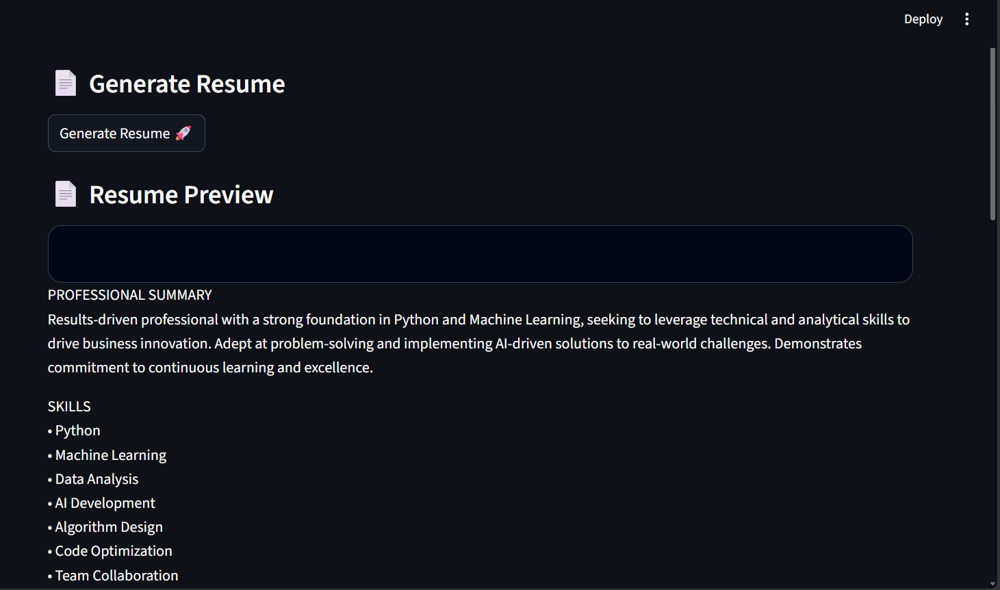 Deploy
Generate Resume
Generate Resume 🚀
Resume Preview
PROFESSIONAL SUMMARY
Results-driven professional with a strong foundation in Python and Machine Learning, seeking to leverage technical and analytical skills to
drive business innovation. Adept at problem-solving and implementing AI-driven solutions to real-world challenges. Demonstrates
commitment to continuous learning and excellence.
SKILLS
• Python
• Machine Learning
• Data Analysis
• AI Development
• Algorithm Design
• Code Optimization
• Team Collaboration